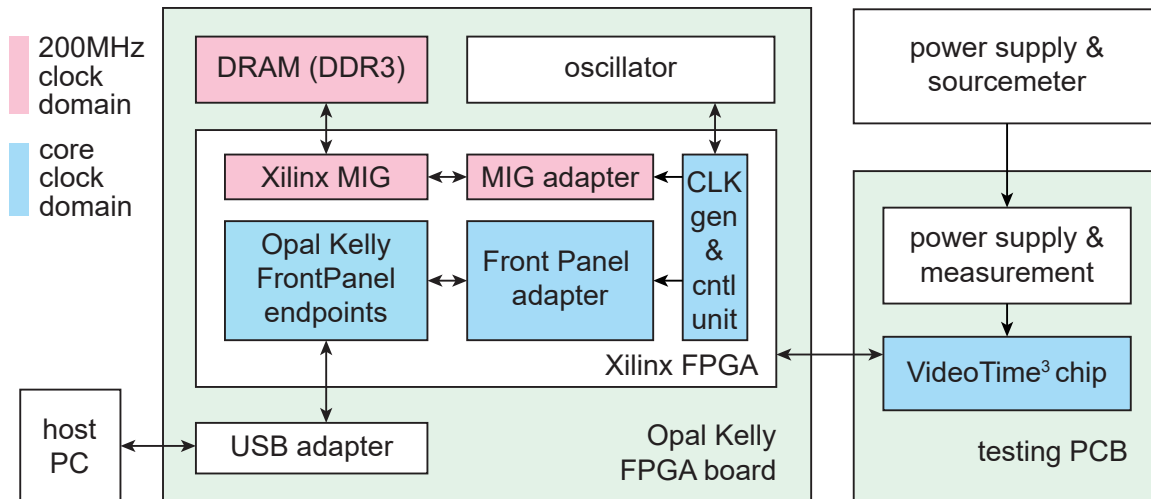 200MHz
clock
domain
core
clock
domain
DRAM (DDR3)
oscillator
Xilinx MIG
MIG adapter
CLK
gen
&
cntl
unit
Opal Kelly
FrontPanel
endpoints
Front Panel
adapter
Xilinx FPGA
host
PC
USB adapter
Opal Kelly
FPGA board
power supply &
sourcemeter
power supply &
measurement
VideoTime³ chip
testing PCB